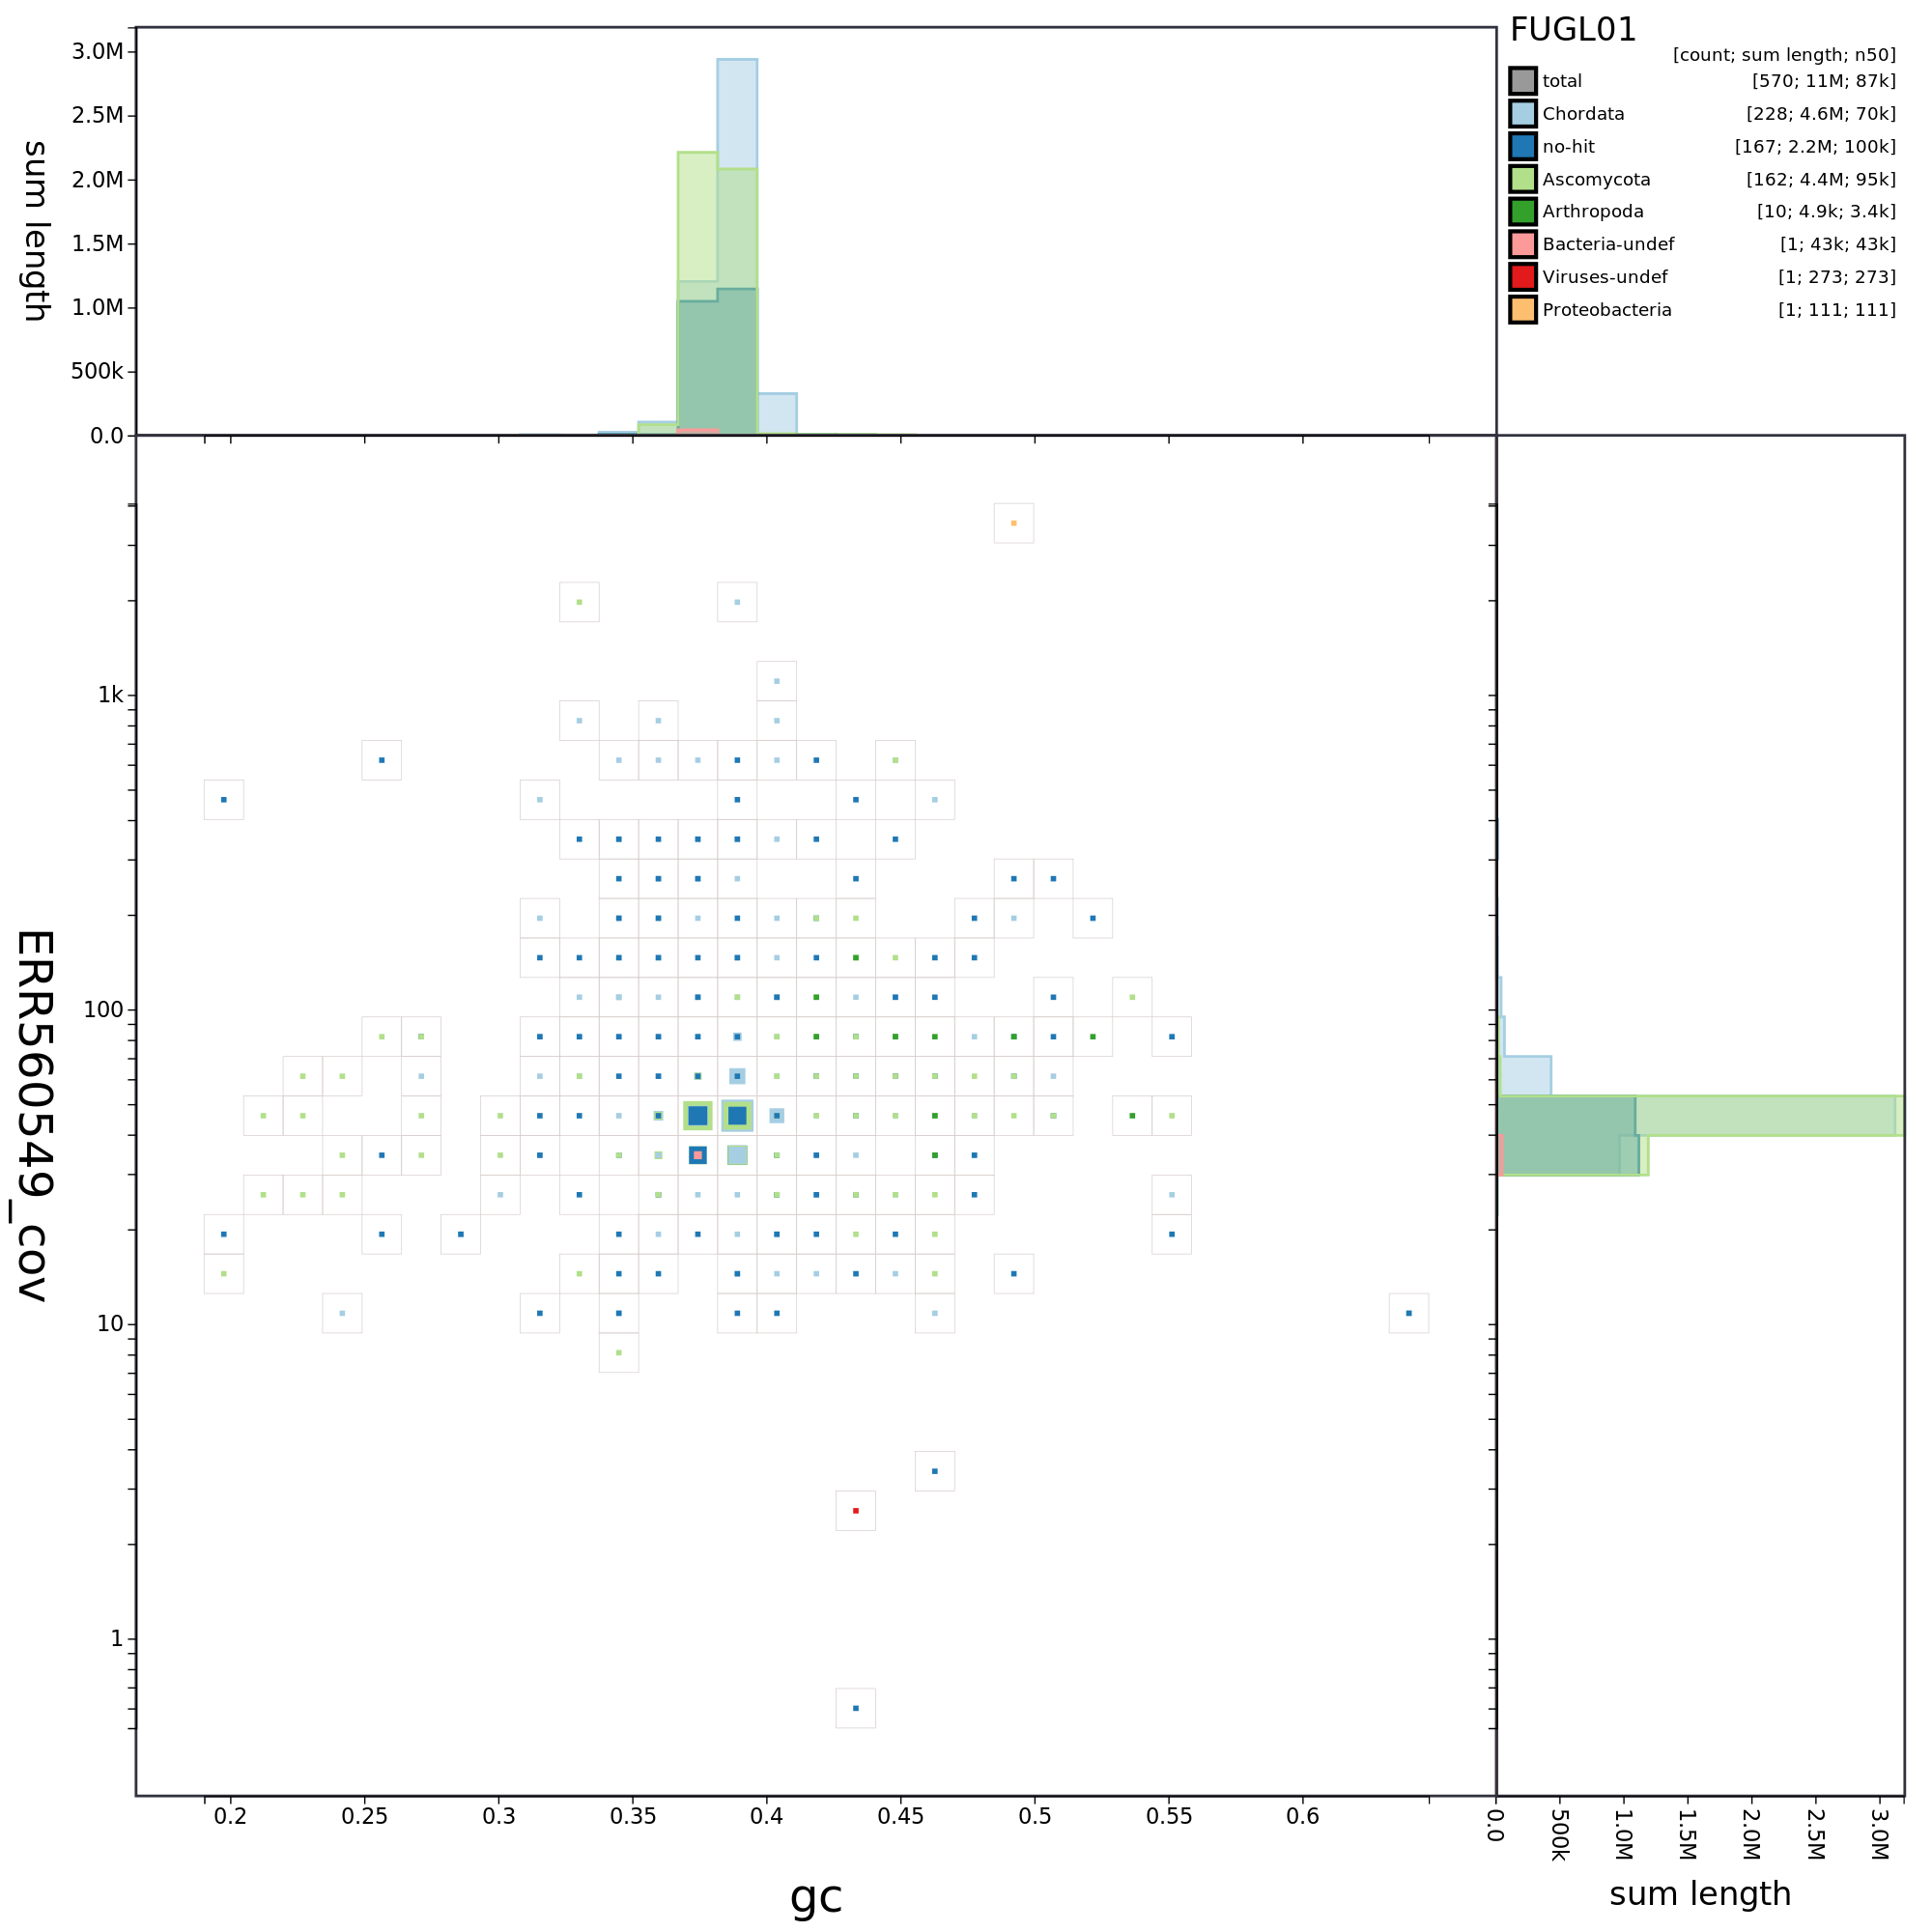 FUGL01
[count; sum length; n50]
total [570; 11M; 87k]
Chordata [228; 4.6M; 70k]
no-hit [167; 2.2M; 100k]
Ascomycota [162; 4.4M; 95k]
Arthropoda [10; 4.9k; 3.4k]
Bacteria-undef [1; 43k; 43k]
Viruses-undef [1; 273; 273]
Proteobacteria [1; 111; 111]
sum length
3.0M
2.5M
2.0M
1.5M
1.0M
500k
0.0
ERR560549_cov
1k
100
10
1
0.2 0.25 0.3 0.35 0.4 0.45 0.5 0.55 0.6
gc
0.0 500k 1.0M 1.5M 2.0M 2.5M 3.0M
sum length